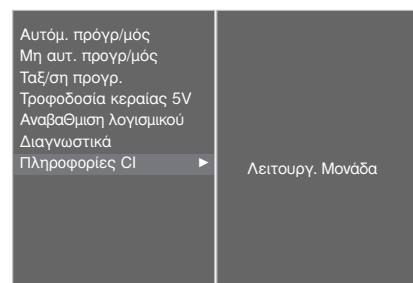 Αυτόμ. πρόγρ/μός
Μη αυτ. προγρ/μός
Ταξ/ση προγρ.
Τροφοδοσία κεραίας 5V
ΑναβαΘμιση λογισμικού
Διαγνωστικά
Πληροφορίες CI ►
Λειτουργ. Μονάδα